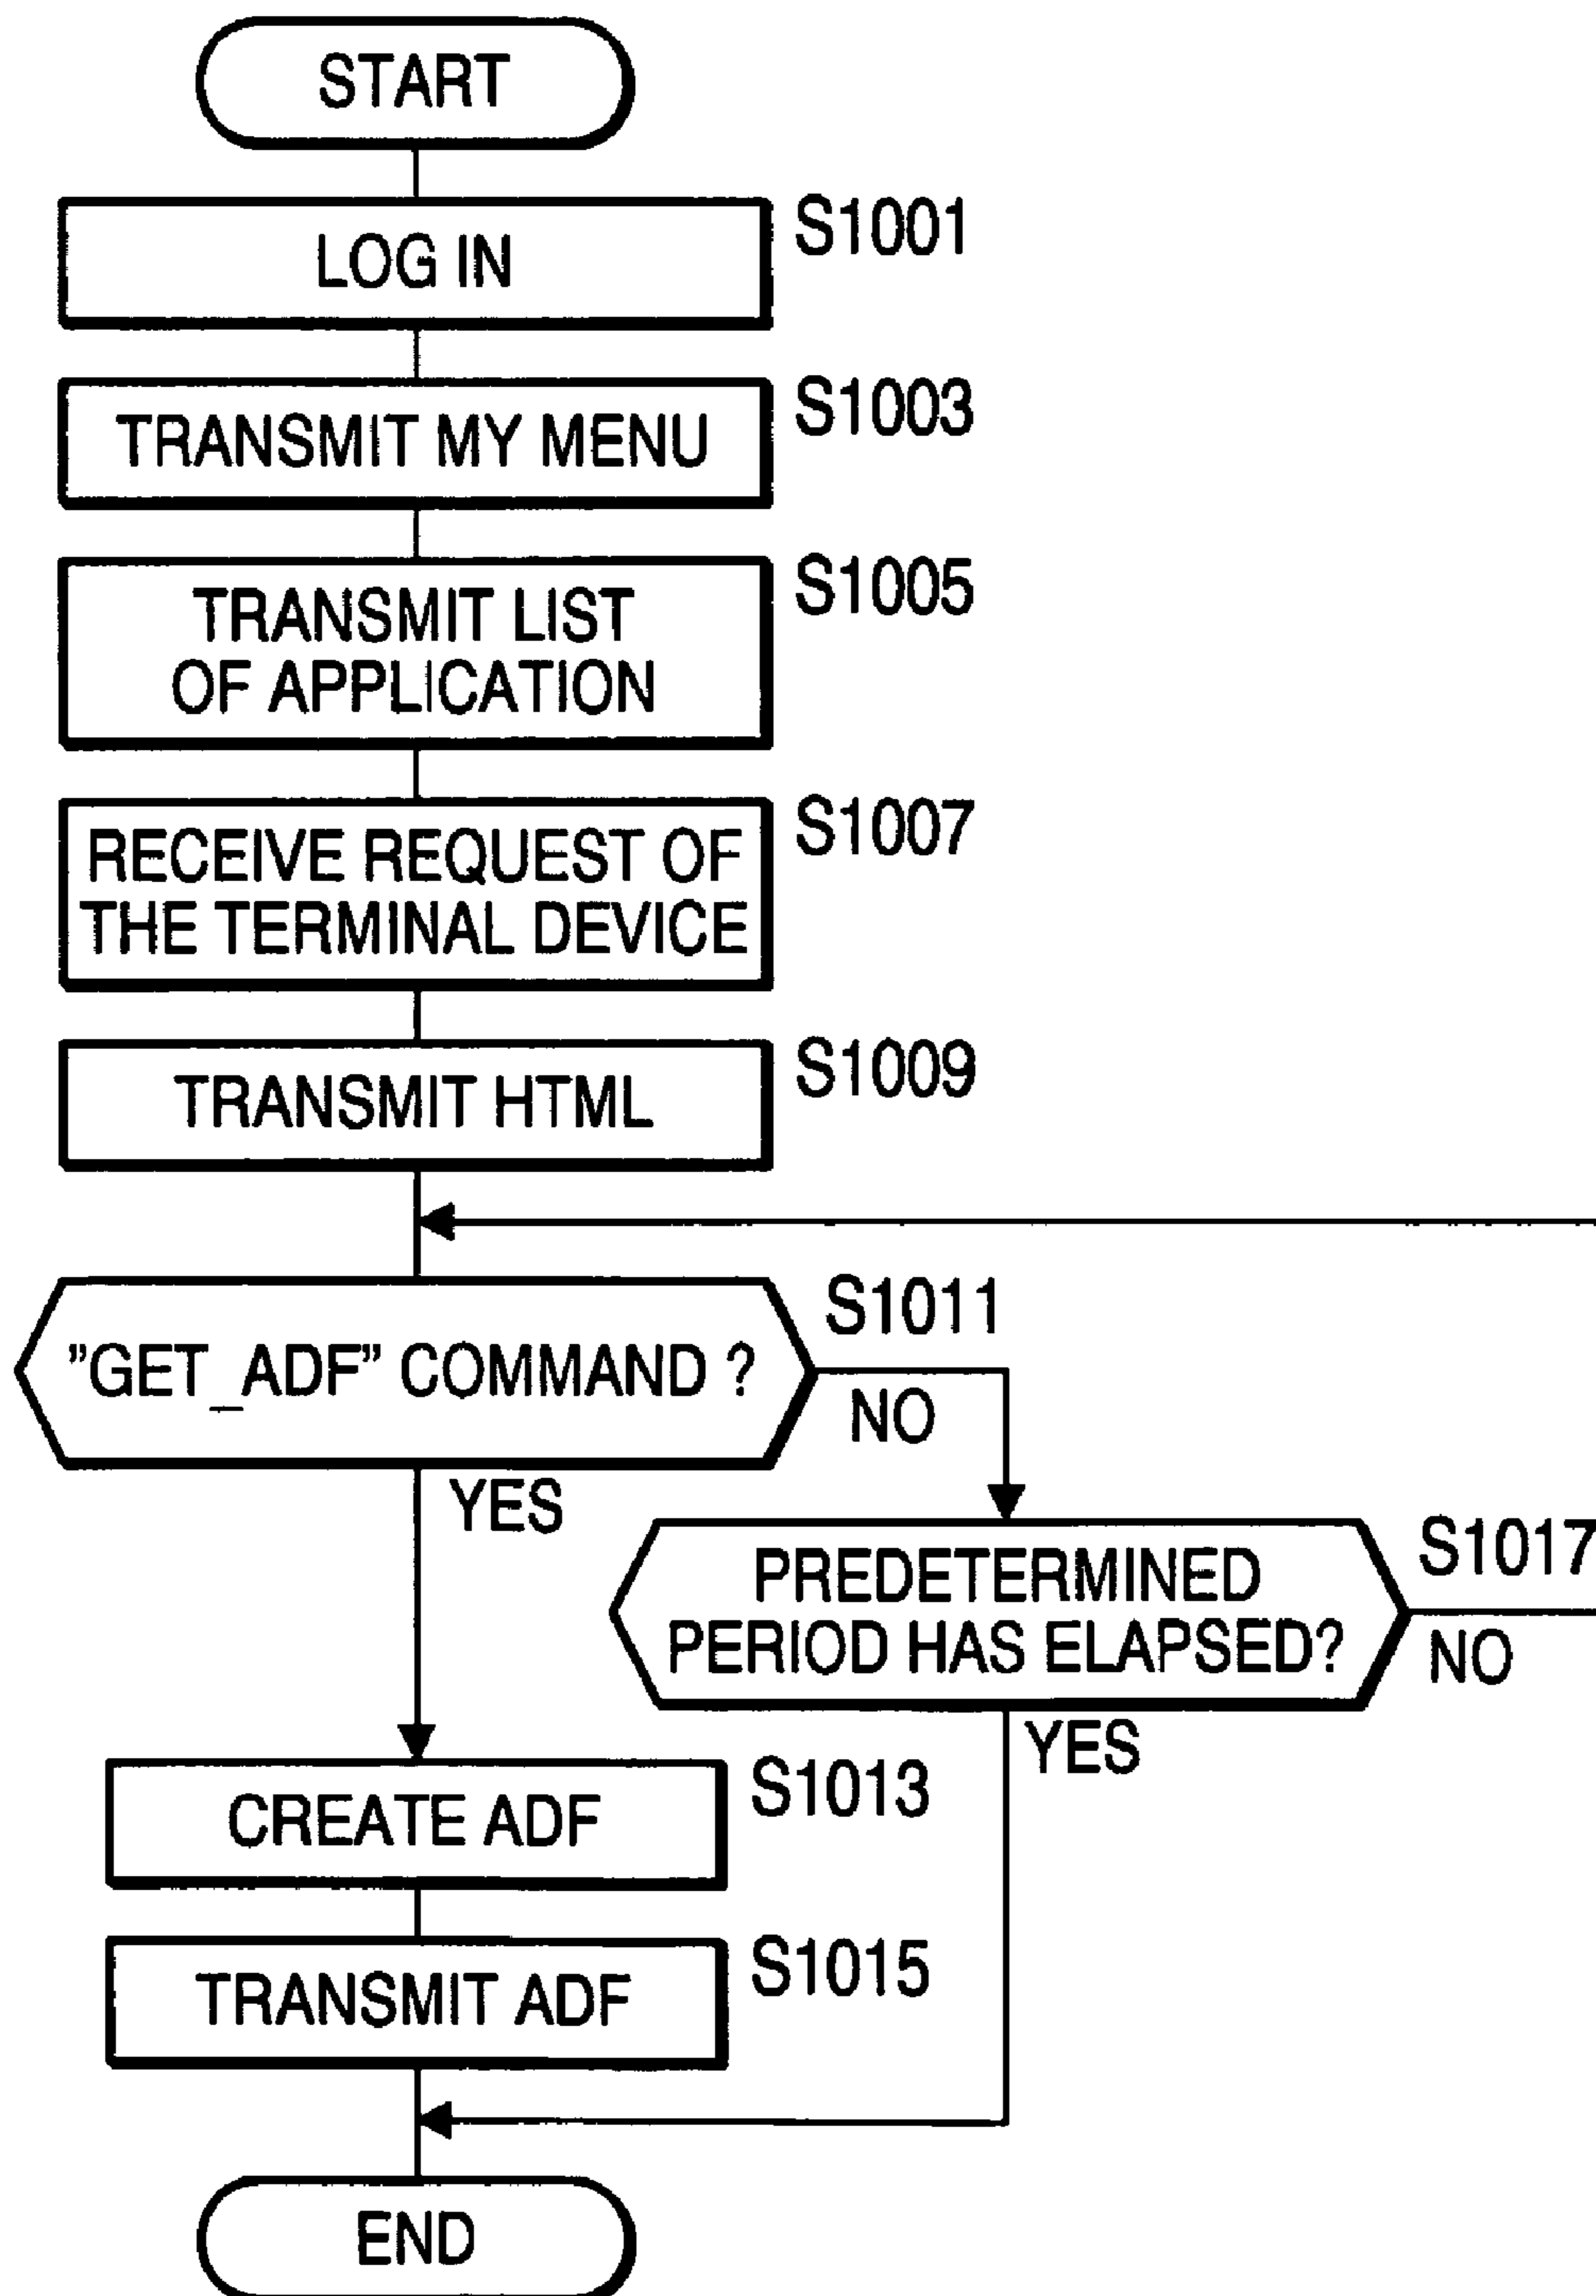 START
LOG IN
S1001
TRANSMIT MY MENU
S1003
TRANSMIT LIST
OF APPLICATION
S1005
RECEIVE REQUEST OF
THE TERMINAL DEVICE
S1007
TRANSMIT HTML
S1009
"GET_ADF" COMMAND ?
S1011
NO
YES
PREDETERMINED
PERIOD HAS ELAPSED?
S1017
NO
YES
CREATE ADF
S1013
TRANSMIT ADF
S1015
END